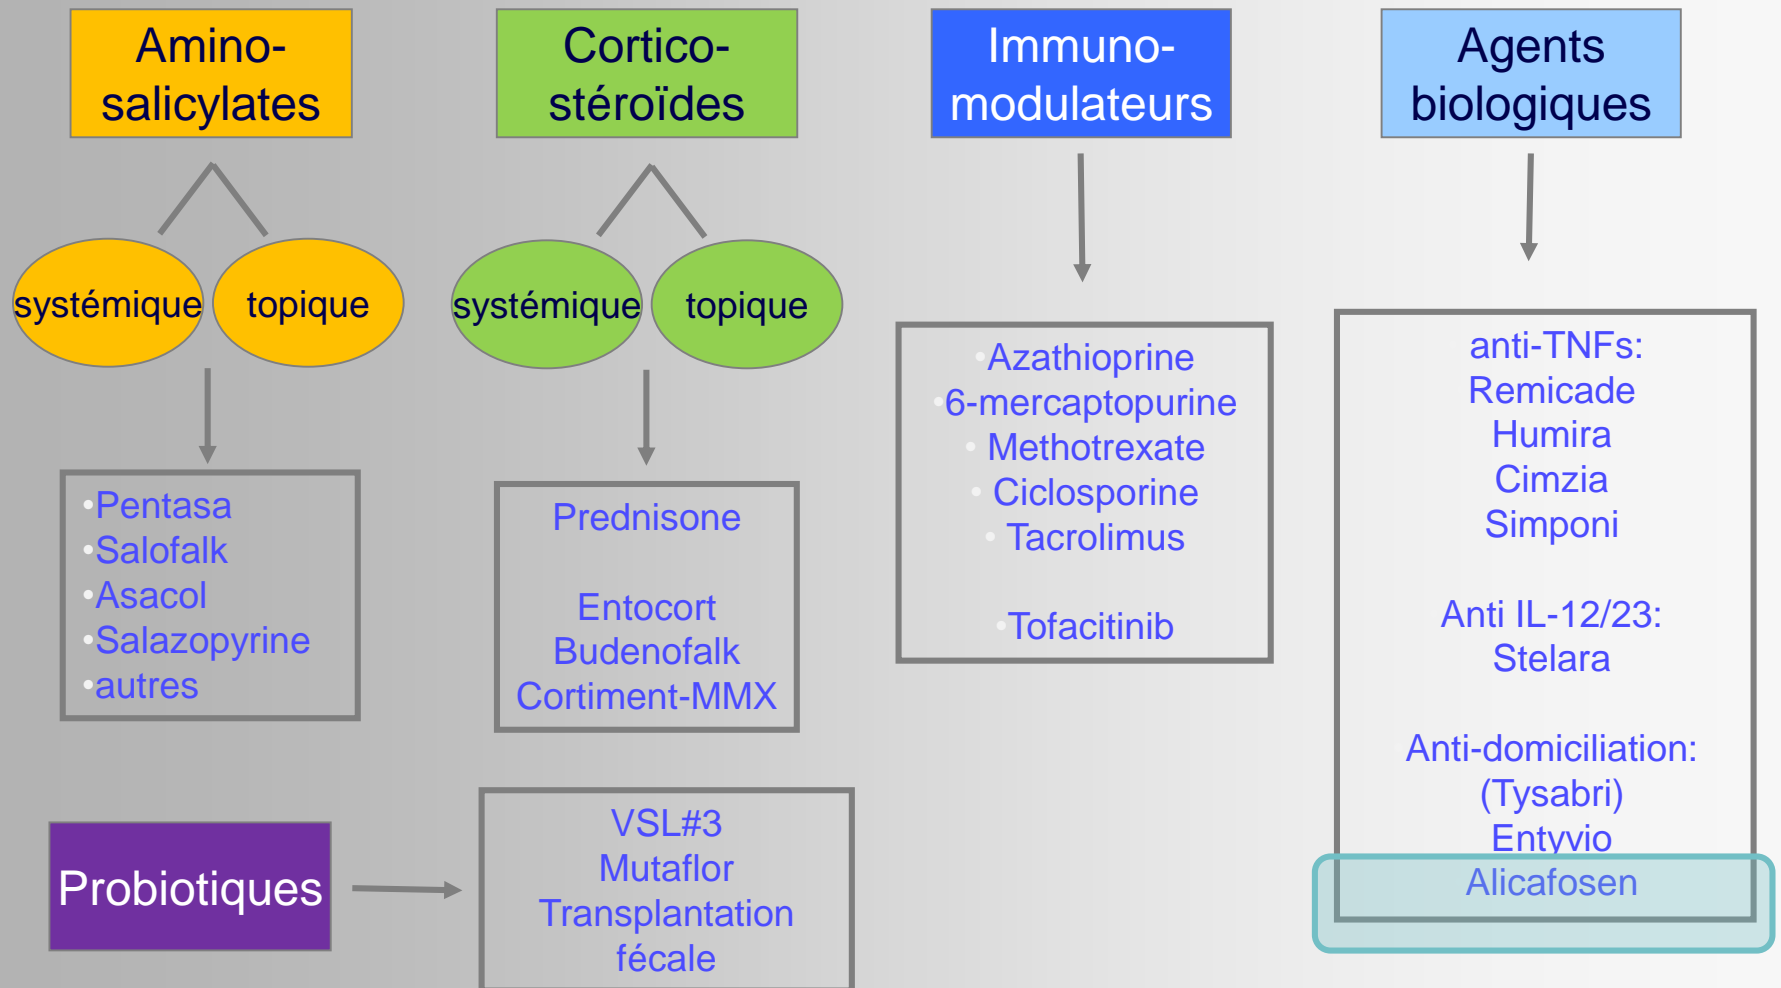 Amino-
salicylates
systémique
topique
•Pentasa
•Salofalk
•Asacol
•Salazopyrine
•autres
Cortico-
stéroïdes
systémique
topique
Prednisone
Entocort
Budenofalk
Cortiment-MMX
Immuno-
modulateurs
•Azathioprine
•6-mercaptopurine
• Methotrexate
• Ciclosporine
• Tacrolimus
•Tofacitinib
Agents
biologiques
anti-TNFs:
Remicade
Humira
Cimzia
Simponi
Anti IL-12/23:
Stelara
Anti-domiciliation:
(Tysabri)
Entyvio
Alicafosen
Probiotiques
VSL#3
Mutaflor
Transplantation
fécale